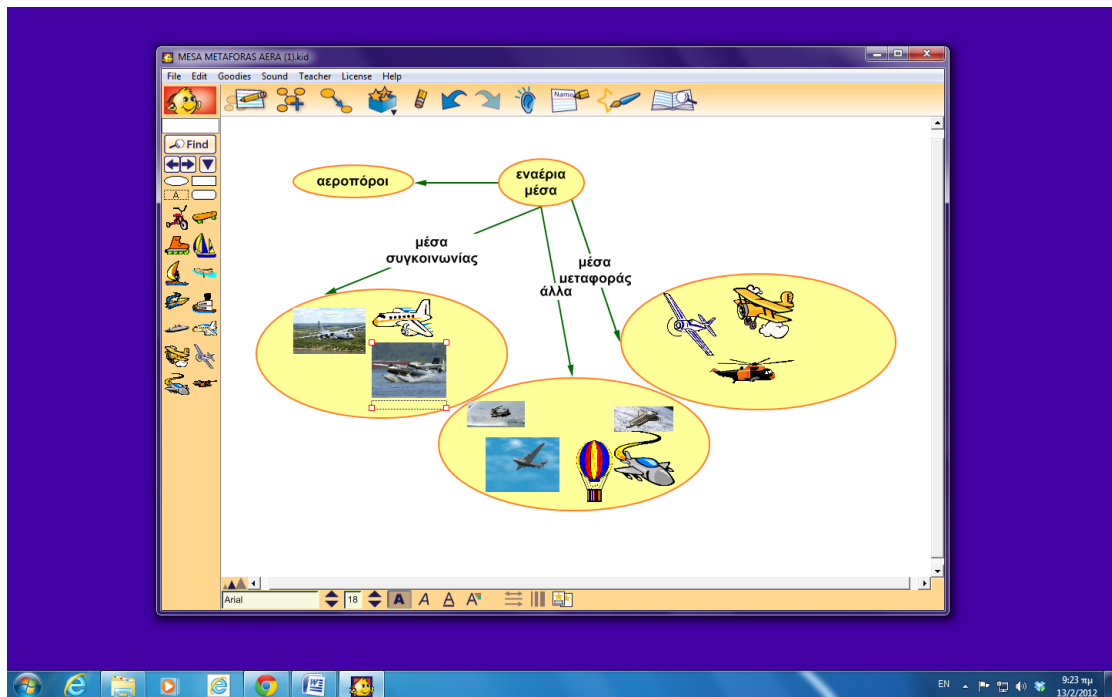 MESA METAFORAS AERA (1).kid
File Edit Goodies Sound Teacher License Help
Name
Find
A
αεροπόροι
εναέρια
μέσα
μέσα
συγκοινωνίας
μέσα
μεταφοράς
άλλα
Arial 18 A A A A
EN 9:23 πμ
13/2/2012